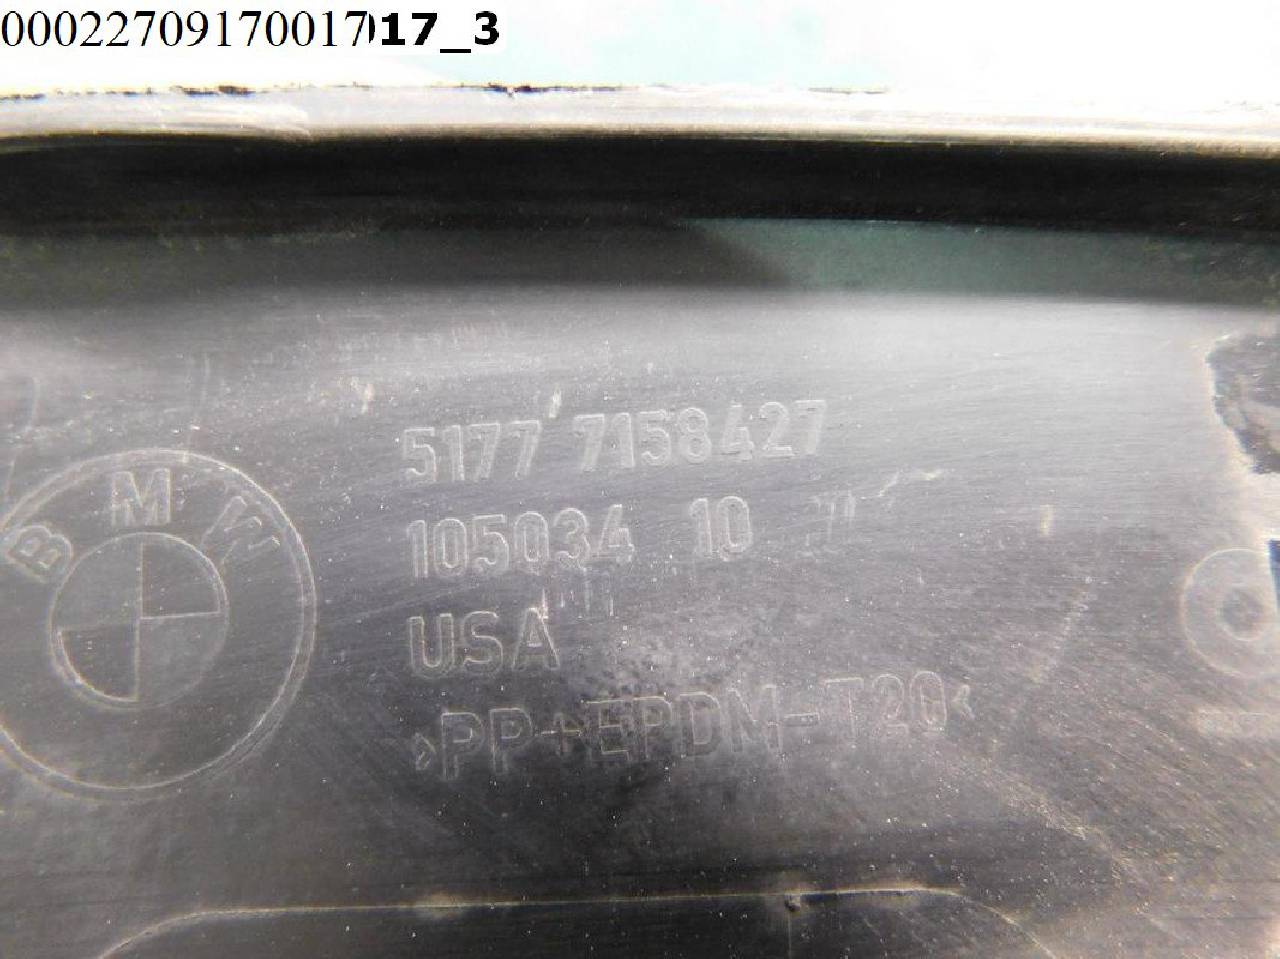 00022709170017017_3
BMW
5177 7158427
105034 10
USA
>PP+EPDM-T20<